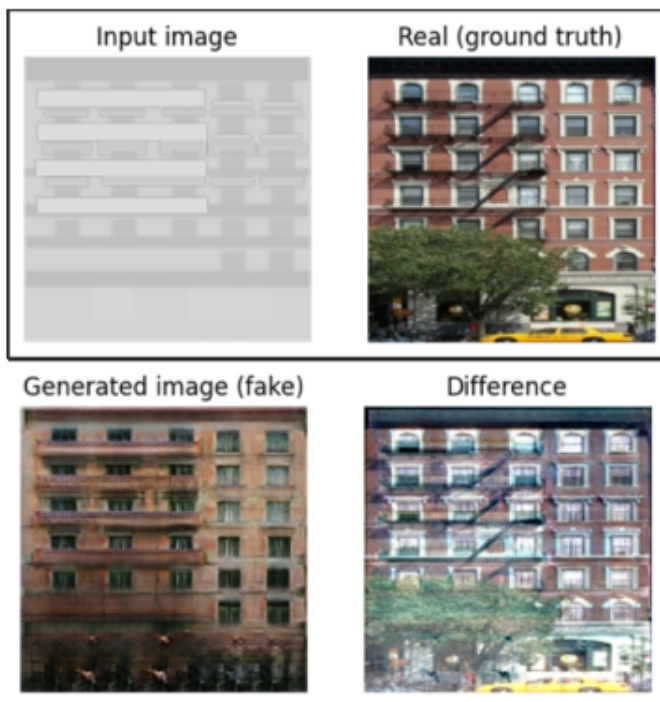 Input image
Real (ground truth)
Generated image (fake)
Difference